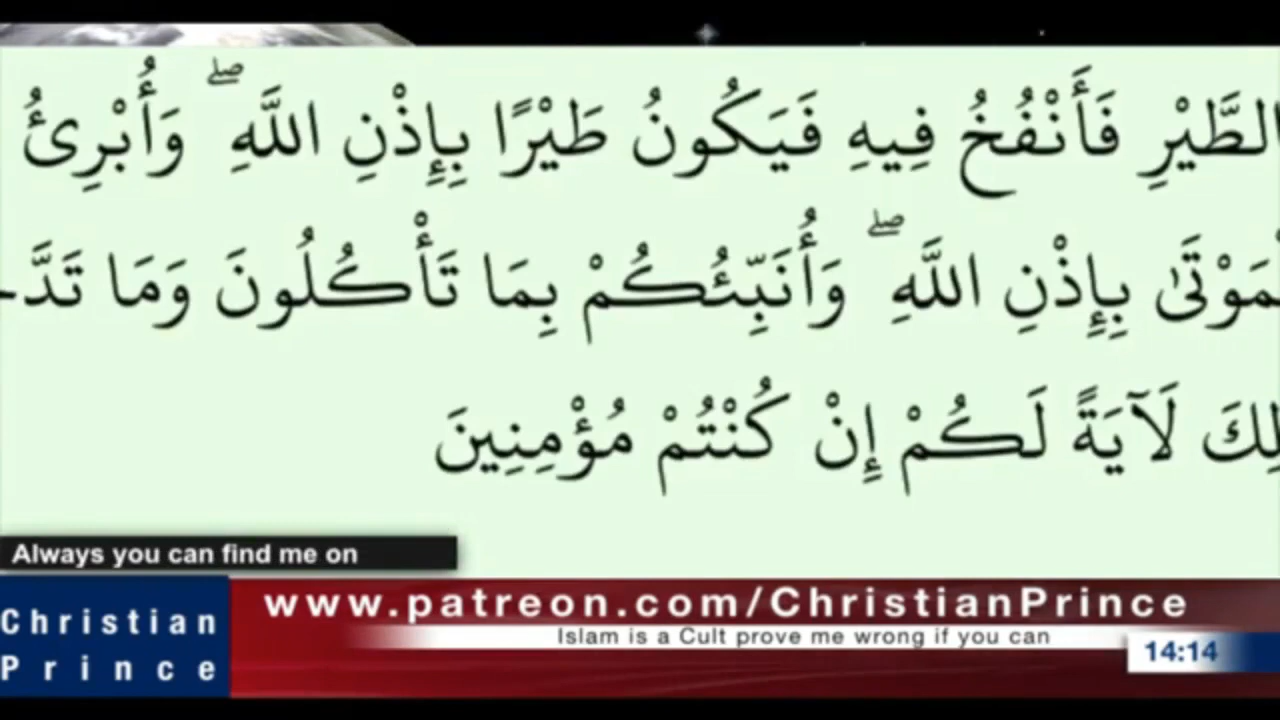 الطَّيْرِ فَأَنْفُخُ فِيهِ فَيَكُونُ طَيْرًا بِإِذْنِ اللَّهِ ۖ وَأُبْرِئُ
بِإِذْنِ اللَّهِ ۖ وَأُنَبِّئُكُمْ بِمَا تَأْكُلُونَ وَمَا
لَآيَةً لَكُمْ إِنْ كُنْتُمْ مُؤْمِنِينَ
Always you can find me on
www.patreon.com/ChristianPrince
Islam is a Cult prove me wrong if you can
14:14
Christian
Prince